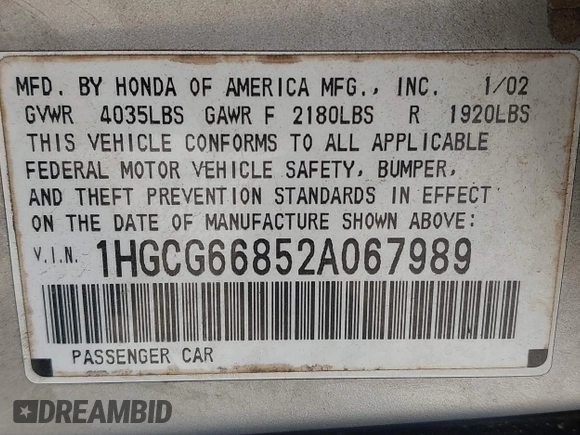 MFD. BY HONDA OF AMERICA MFG., INC. 1/02
GVWR 4035LBS GAWR F 2180LBS R 1920LBS
THIS VEHICLE CONFORMS TO ALL APPLICABLE
FEDERAL MOTOR VEHICLE SAFETY, BUMPER,
AND THEFT PREVENTION STANDARDS IN EFFECT
ON THE DATE OF MANUFACTURE SHOWN ABOVE:
V.I.N. 1HGCG66852A067989
PASSENGER CAR
DREAMBID